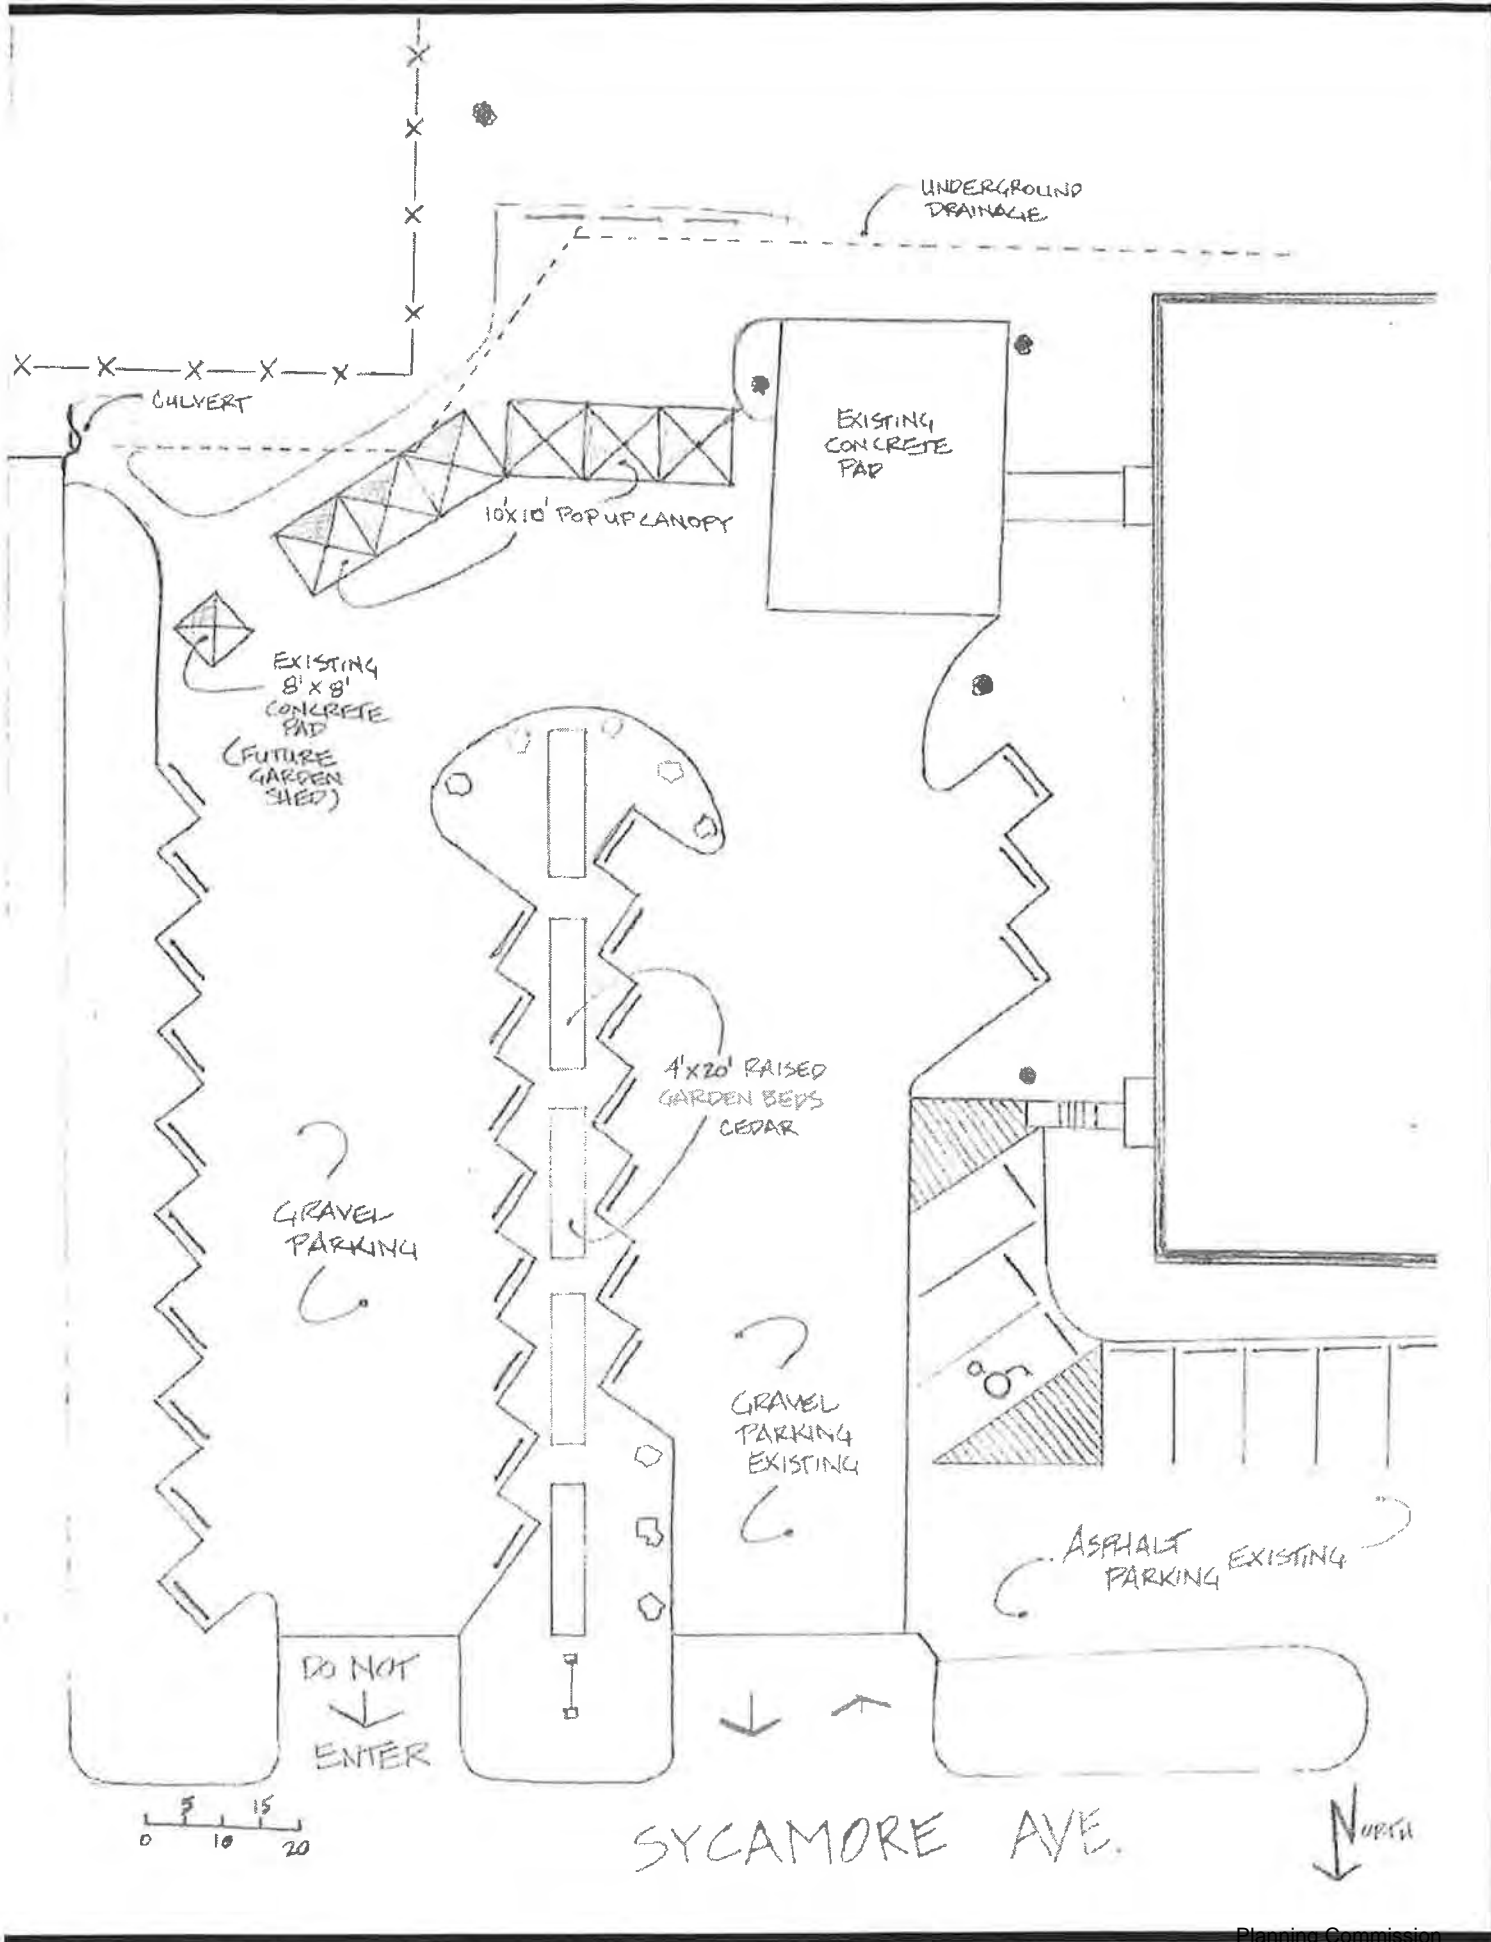 UNDERGROUND
DRAINAGE
CULVERT
EXISTING
CONCRETE
PAD
10'X10' POP UP CANOPY
EXISTING
8'X8'
CONCRETE
PAD
(FUTURE
GARDEN
SHED)
4'X20' RAISED
GARDEN BEDS
CEDAR
GRAVEL
PARKING
GRAVEL
PARKING
EXISTING
ASPHALT
PARKING EXISTING
DO NOT
ENTER
5 15
0 10 20
SYCAMORE AVE.
NORTH
Planning Commission